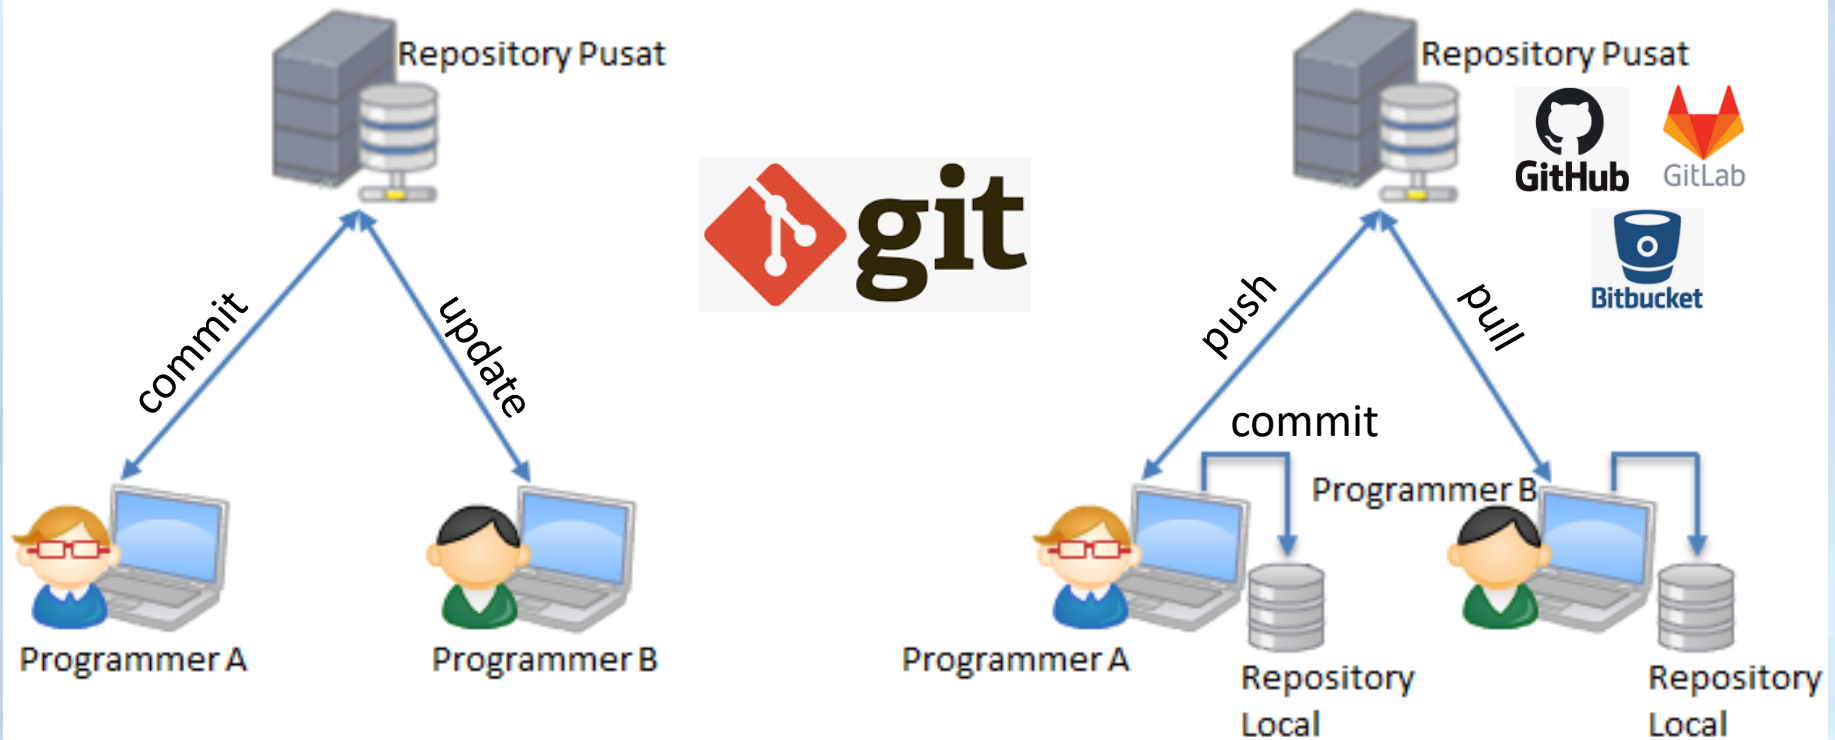 Repository Pusat
commit
update
Programmer A
Programmer B
git
Repository Pusat
GitHub
GitLab
Bitbucket
push
pull
commit
Programmer B
Programmer A
Repository
Local
Repository
Local